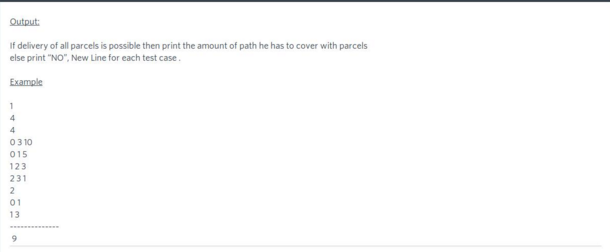 Output:
If delivery of all parcels is possible then print the amount of path he has to cover with parcels
else print “NO”, New Line for each test case .
Example
1
4
4
0 3 10
0 1 5
1 2 3
2 3 1
2
0 1
1 3
--------------
9